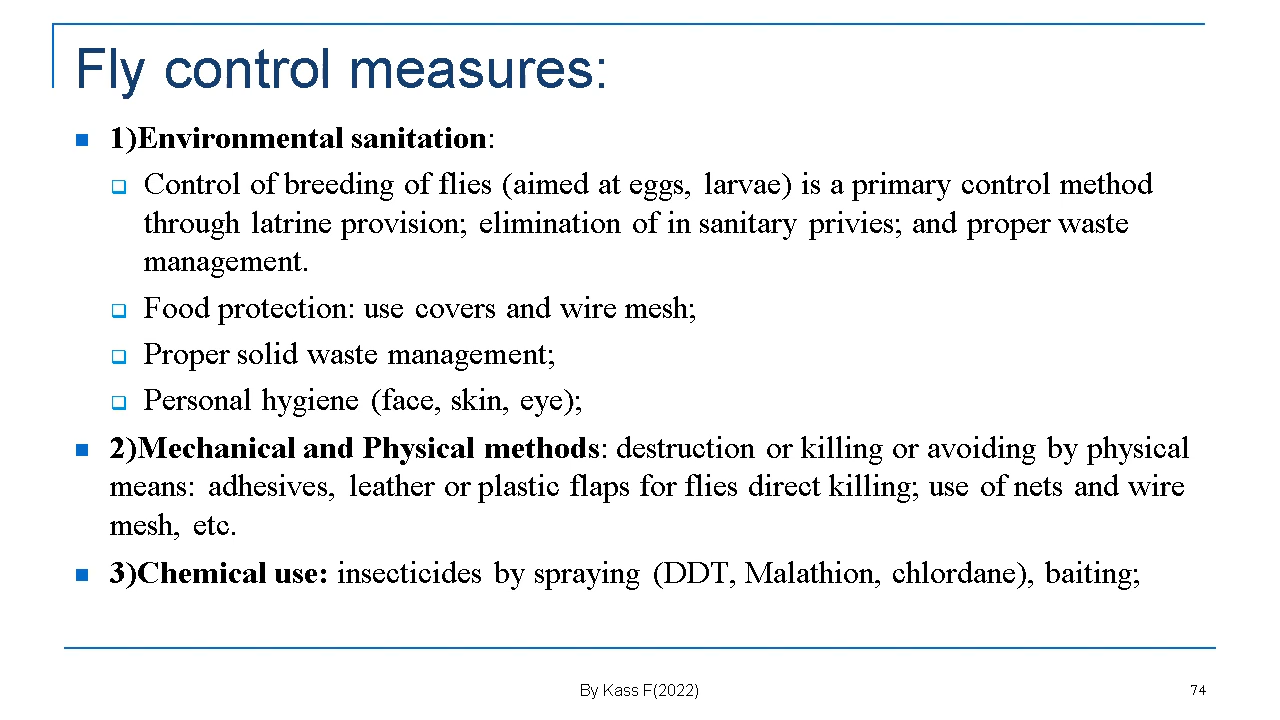 Fly control measures:
1)Environmental sanitation:
Control of breeding of flies (aimed at eggs, larvae) is a primary control method
through latrine provision; elimination of in sanitary privies; and proper waste
management.
Food protection: use covers and wire mesh;
Proper solid waste management;
Personal hygiene (face, skin, eye);
2)Mechanical and Physical methods: destruction or killing or avoiding by physical
means: adhesives, leather or plastic flaps for flies direct killing; use of nets and wire
mesh, etc.
3)Chemical use: insecticides by spraying (DDT, Malathion, chlordane), baiting;
By Kass F(2022)
74